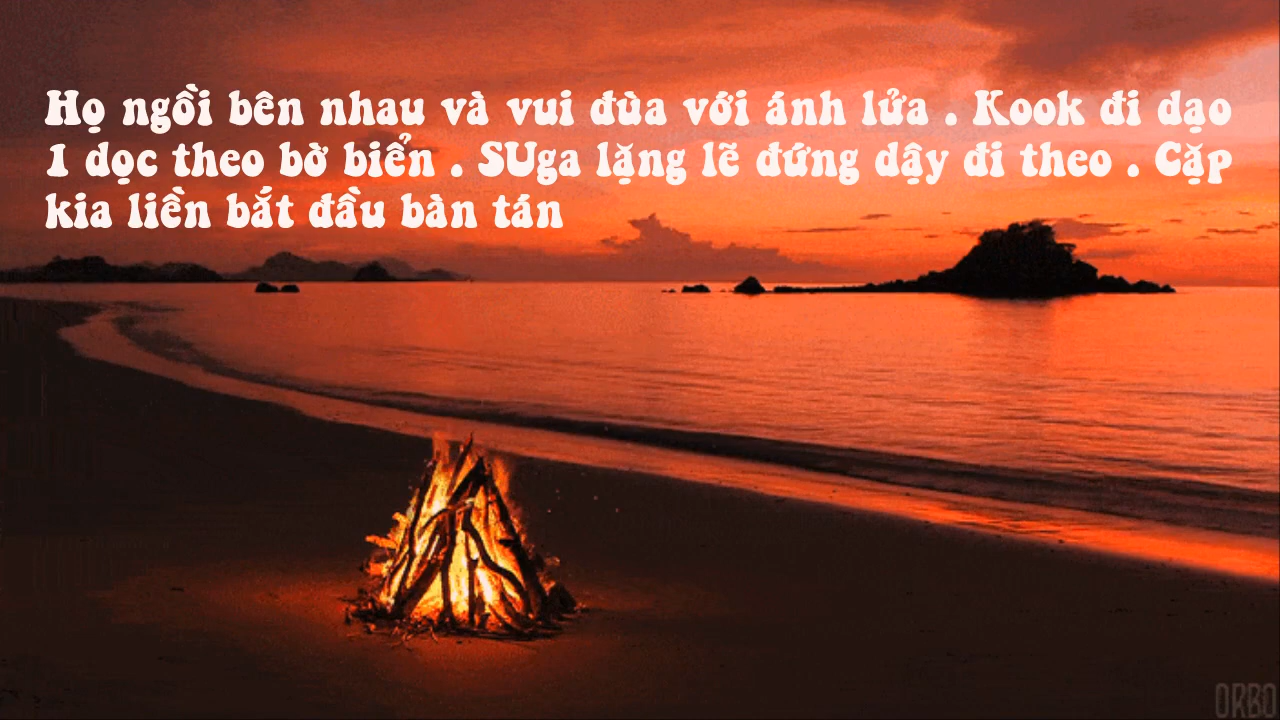 Họ ngồi bên nhau và vui đùa với ánh lửa . Kook đi dạo
1 dọc theo bờ biển . SUga lặng lẽ đứng dậy đi theo . Cặp
kia liền bắt đầu bàn tán
ORBO